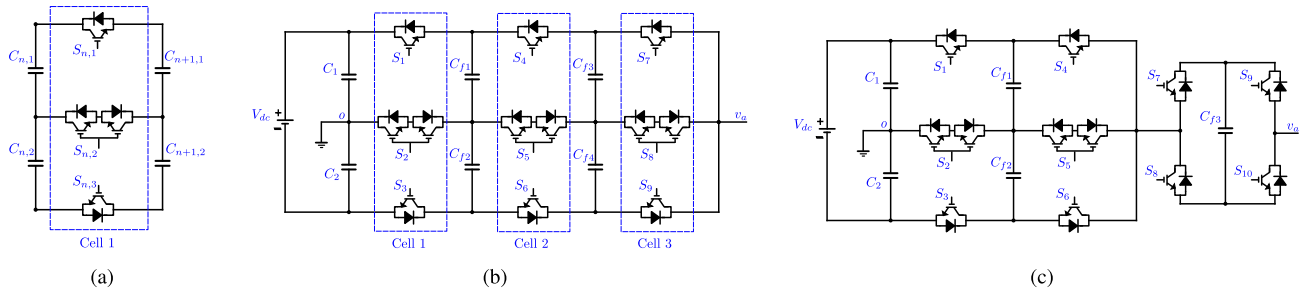 C_{n,1} S_{n,1} C_{n+1,1}
S_{n,2}
C_{n,2} C_{n+1,2}
S_{n,3}
Cell 1
(a)
V_{dc} + -
C_1 S_1 C_{f1} S_4 C_{f3} S_7
o S_2 S_5 S_8 v_a
C_2 S_3 C_{f2} S_6 C_{f4} S_9
Cell 1 Cell 2 Cell 3
(b)
V_{dc} + -
C_1 S_1 C_{f1} S_4 S_7 S_9
o S_2 S_5 C_{f3} v_a
C_2 S_3 C_{f2} S_6 S_8 S_{10}
(c)